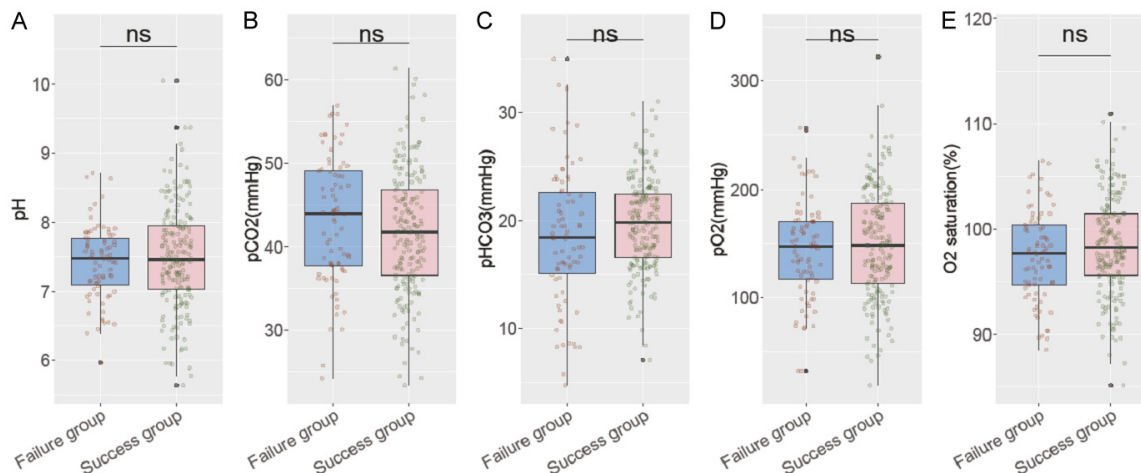 A
ns
pH
10
9
8
7
6
Failure group
Success group
B
ns
pCO2(mmHg)
60
50
40
30
Failure group
Success group
C
ns
pHCO3(mmHg)
30
20
10
Failure group
Success group
D
ns
pO2(mmHg)
300
200
100
Failure group
Success group
E
ns
O2 saturation(%)
120
110
100
90
Failure group
Success group